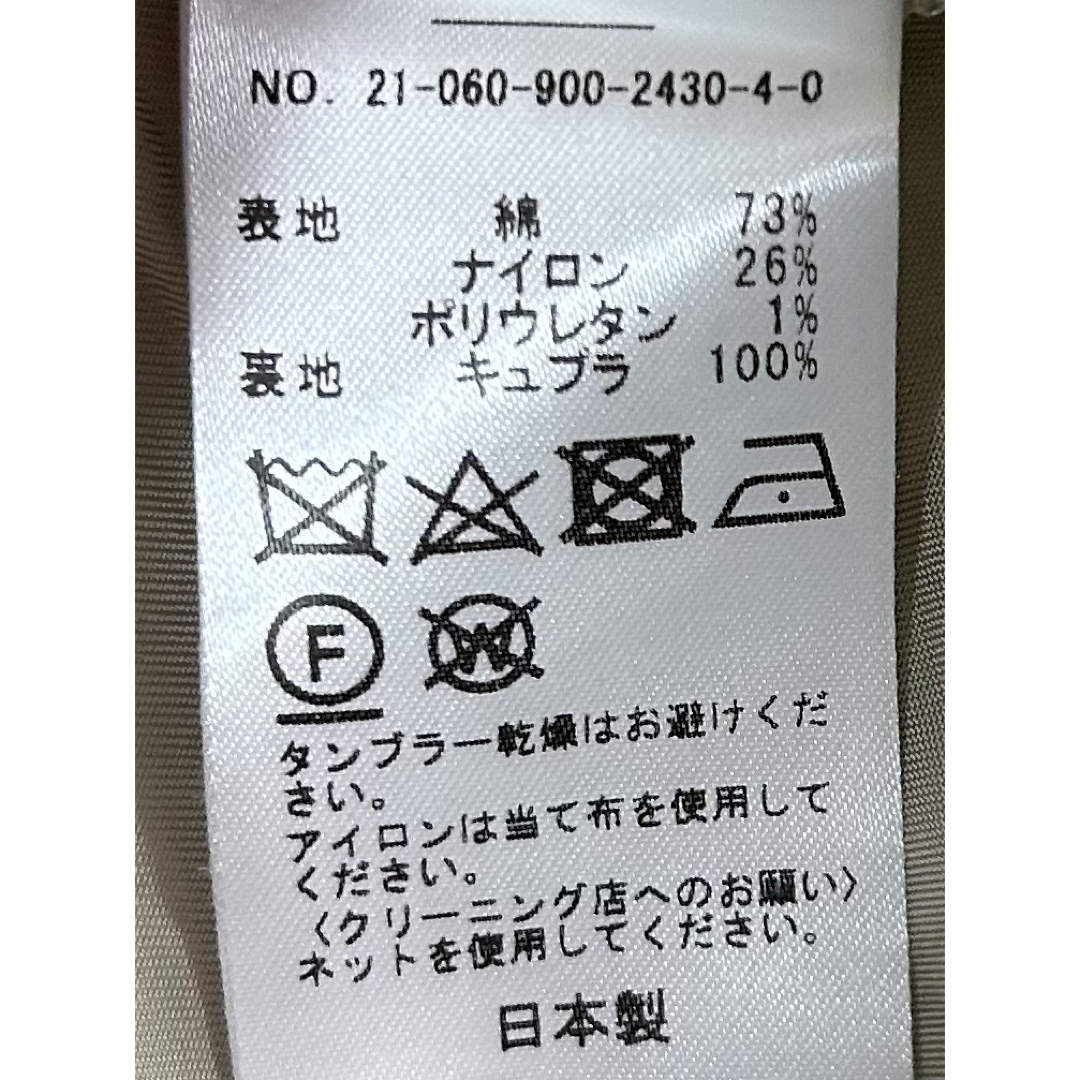 NO. 21-060-900-2430-4-0
表地 綿 73%
ナイロン 26%
ポリウレタン 1%
裏地 キュプラ 100%
F W
タンブラー乾燥はお避けくだ
さい。
アイロンは当て布を使用して
ください。
〈クリーニング店へのお願い〉
ネットを使用してください。
日本製